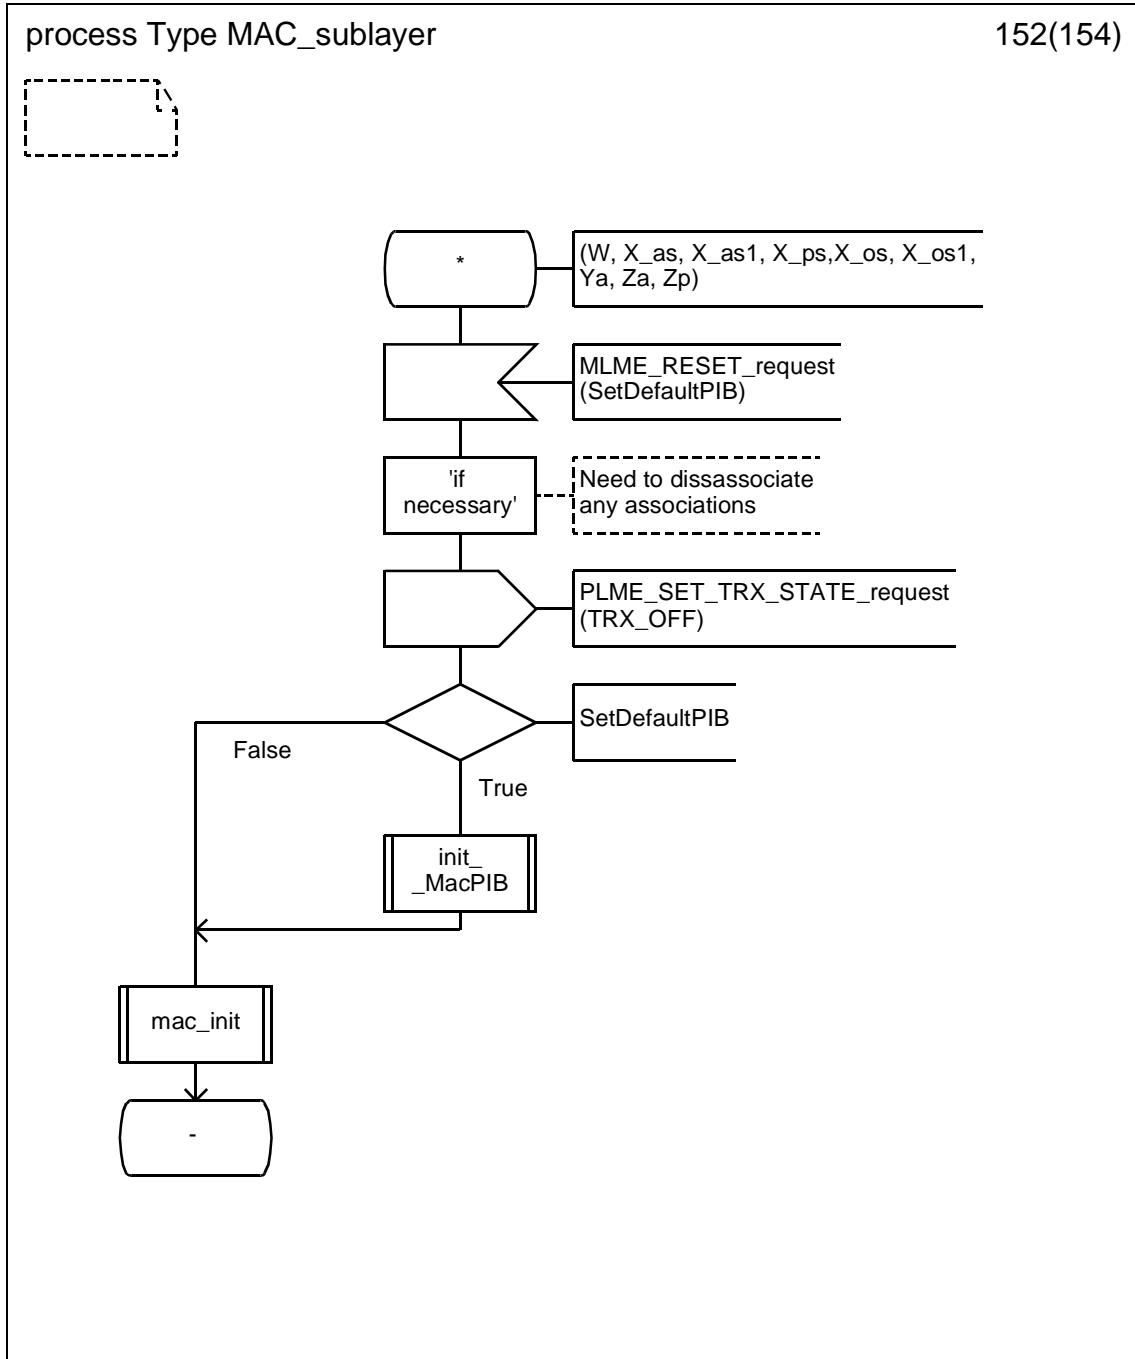 process Type MAC_sublayer
152(154)
*
(W, X_as, X_as1, X_ps,X_os, X_os1,
Ya, Za, Zp)
MLME_RESET_request
(SetDefaultPIB)
'if
necessary'
Need to dissassociate
any associations
PLME_SET_TRX_STATE_request
(TRX_OFF)
SetDefaultPIB
False
True
init_
_MacPIB
mac_init
-